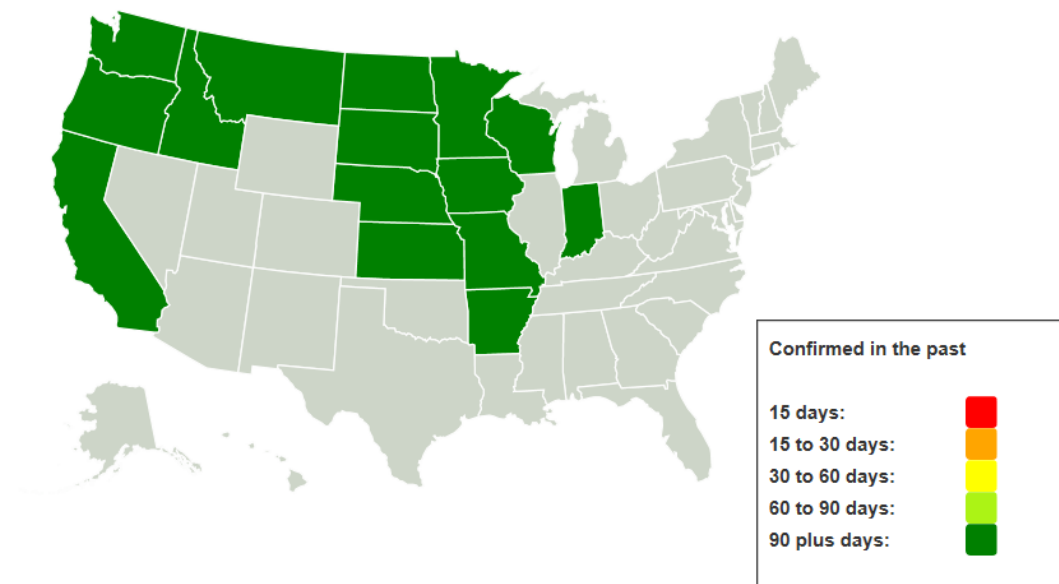 Confirmed in the past
15 days:
15 to 30 days:
30 to 60 days:
60 to 90 days:
90 plus days: